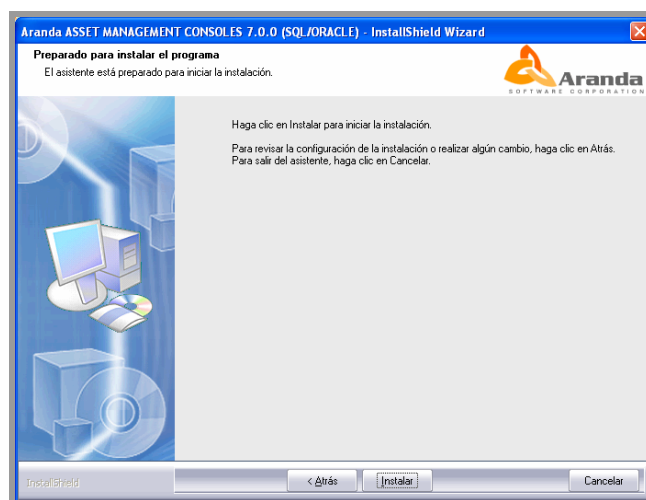 Aranda ASSET MANAGEMENT CONSOLES 7.0.0 (SQL/ORACLE) - InstallShield Wizard
Preparado para instalar el programa
El asistente está preparado para iniciar la instalación.
Aranda
SOFTWARE CORPORATION
Haga clic en Instalar para iniciar la instalación.
Para revisar la configuración de la instalación o realizar algún cambio, haga clic en Atrás.
Para salir del asistente, haga clic en Cancelar.
InstallShield
< Atrás
Instalar
Cancelar